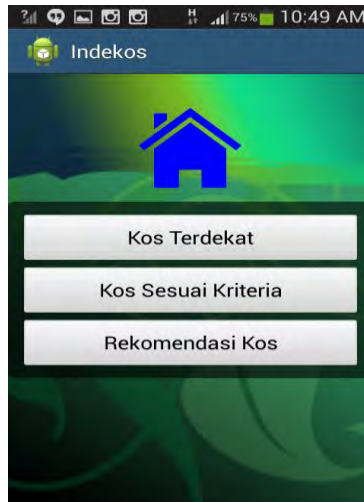 H 75% 10:49 AM
Indekos
Kos Terdekat
Kos Sesuai Kriteria
Rekomendasi Kos